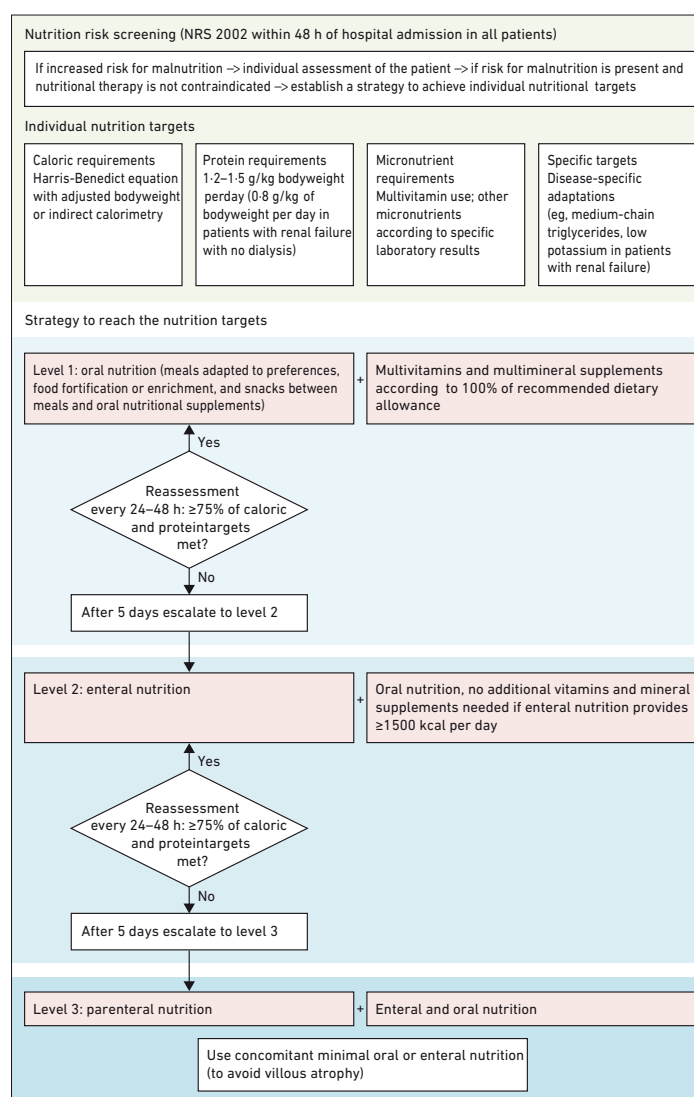 Nutrition risk screening (NRS 2002 within 48 h of hospital admission in all patients)
If increased risk for malnutrition –> individual assessment of the patient –> if risk for malnutrition is present and
nutritional therapy is not contraindicated –> establish a strategy to achieve individual nutritional targets
Individual nutrition targets
Caloric requirements
Harris-Benedict equation
with adjusted bodyweight
or indirect calorimetry
Protein requirements
1·2–1·5 g/kg bodyweight
perday (0·8 g/kg of
bodyweight per day in
patients with renal failure
with no dialysis)
Micronutrient
requirements
Multivitamin use; other
micronutrients
according to specific
laboratory results
Specific targets
Disease-specific
adaptations
(eg, medium-chain
triglycerides, low
potassium in patients
with renal failure)
Strategy to reach the nutrition targets
Level 1: oral nutrition (meals adapted to preferences,
food fortification or enrichment, and snacks between
meals and oral nutritional supplements)
+
Multivitamins and multimineral supplements
according to 100% of recommended dietary
allowance
Yes
Reassessment
every 24–48 h: ≥75% of caloric
and proteintargets
met?
No
After 5 days escalate to level 2
Level 2: enteral nutrition
+
Oral nutrition, no additional vitamins and mineral
supplements needed if enteral nutrition provides
≥1500 kcal per day
Yes
Reassessment
every 24–48 h: ≥75% of caloric
and proteintargets
met?
No
After 5 days escalate to level 3
Level 3: parenteral nutrition
+
Enteral and oral nutrition
Use concomitant minimal oral or enteral nutrition
(to avoid villous atrophy)